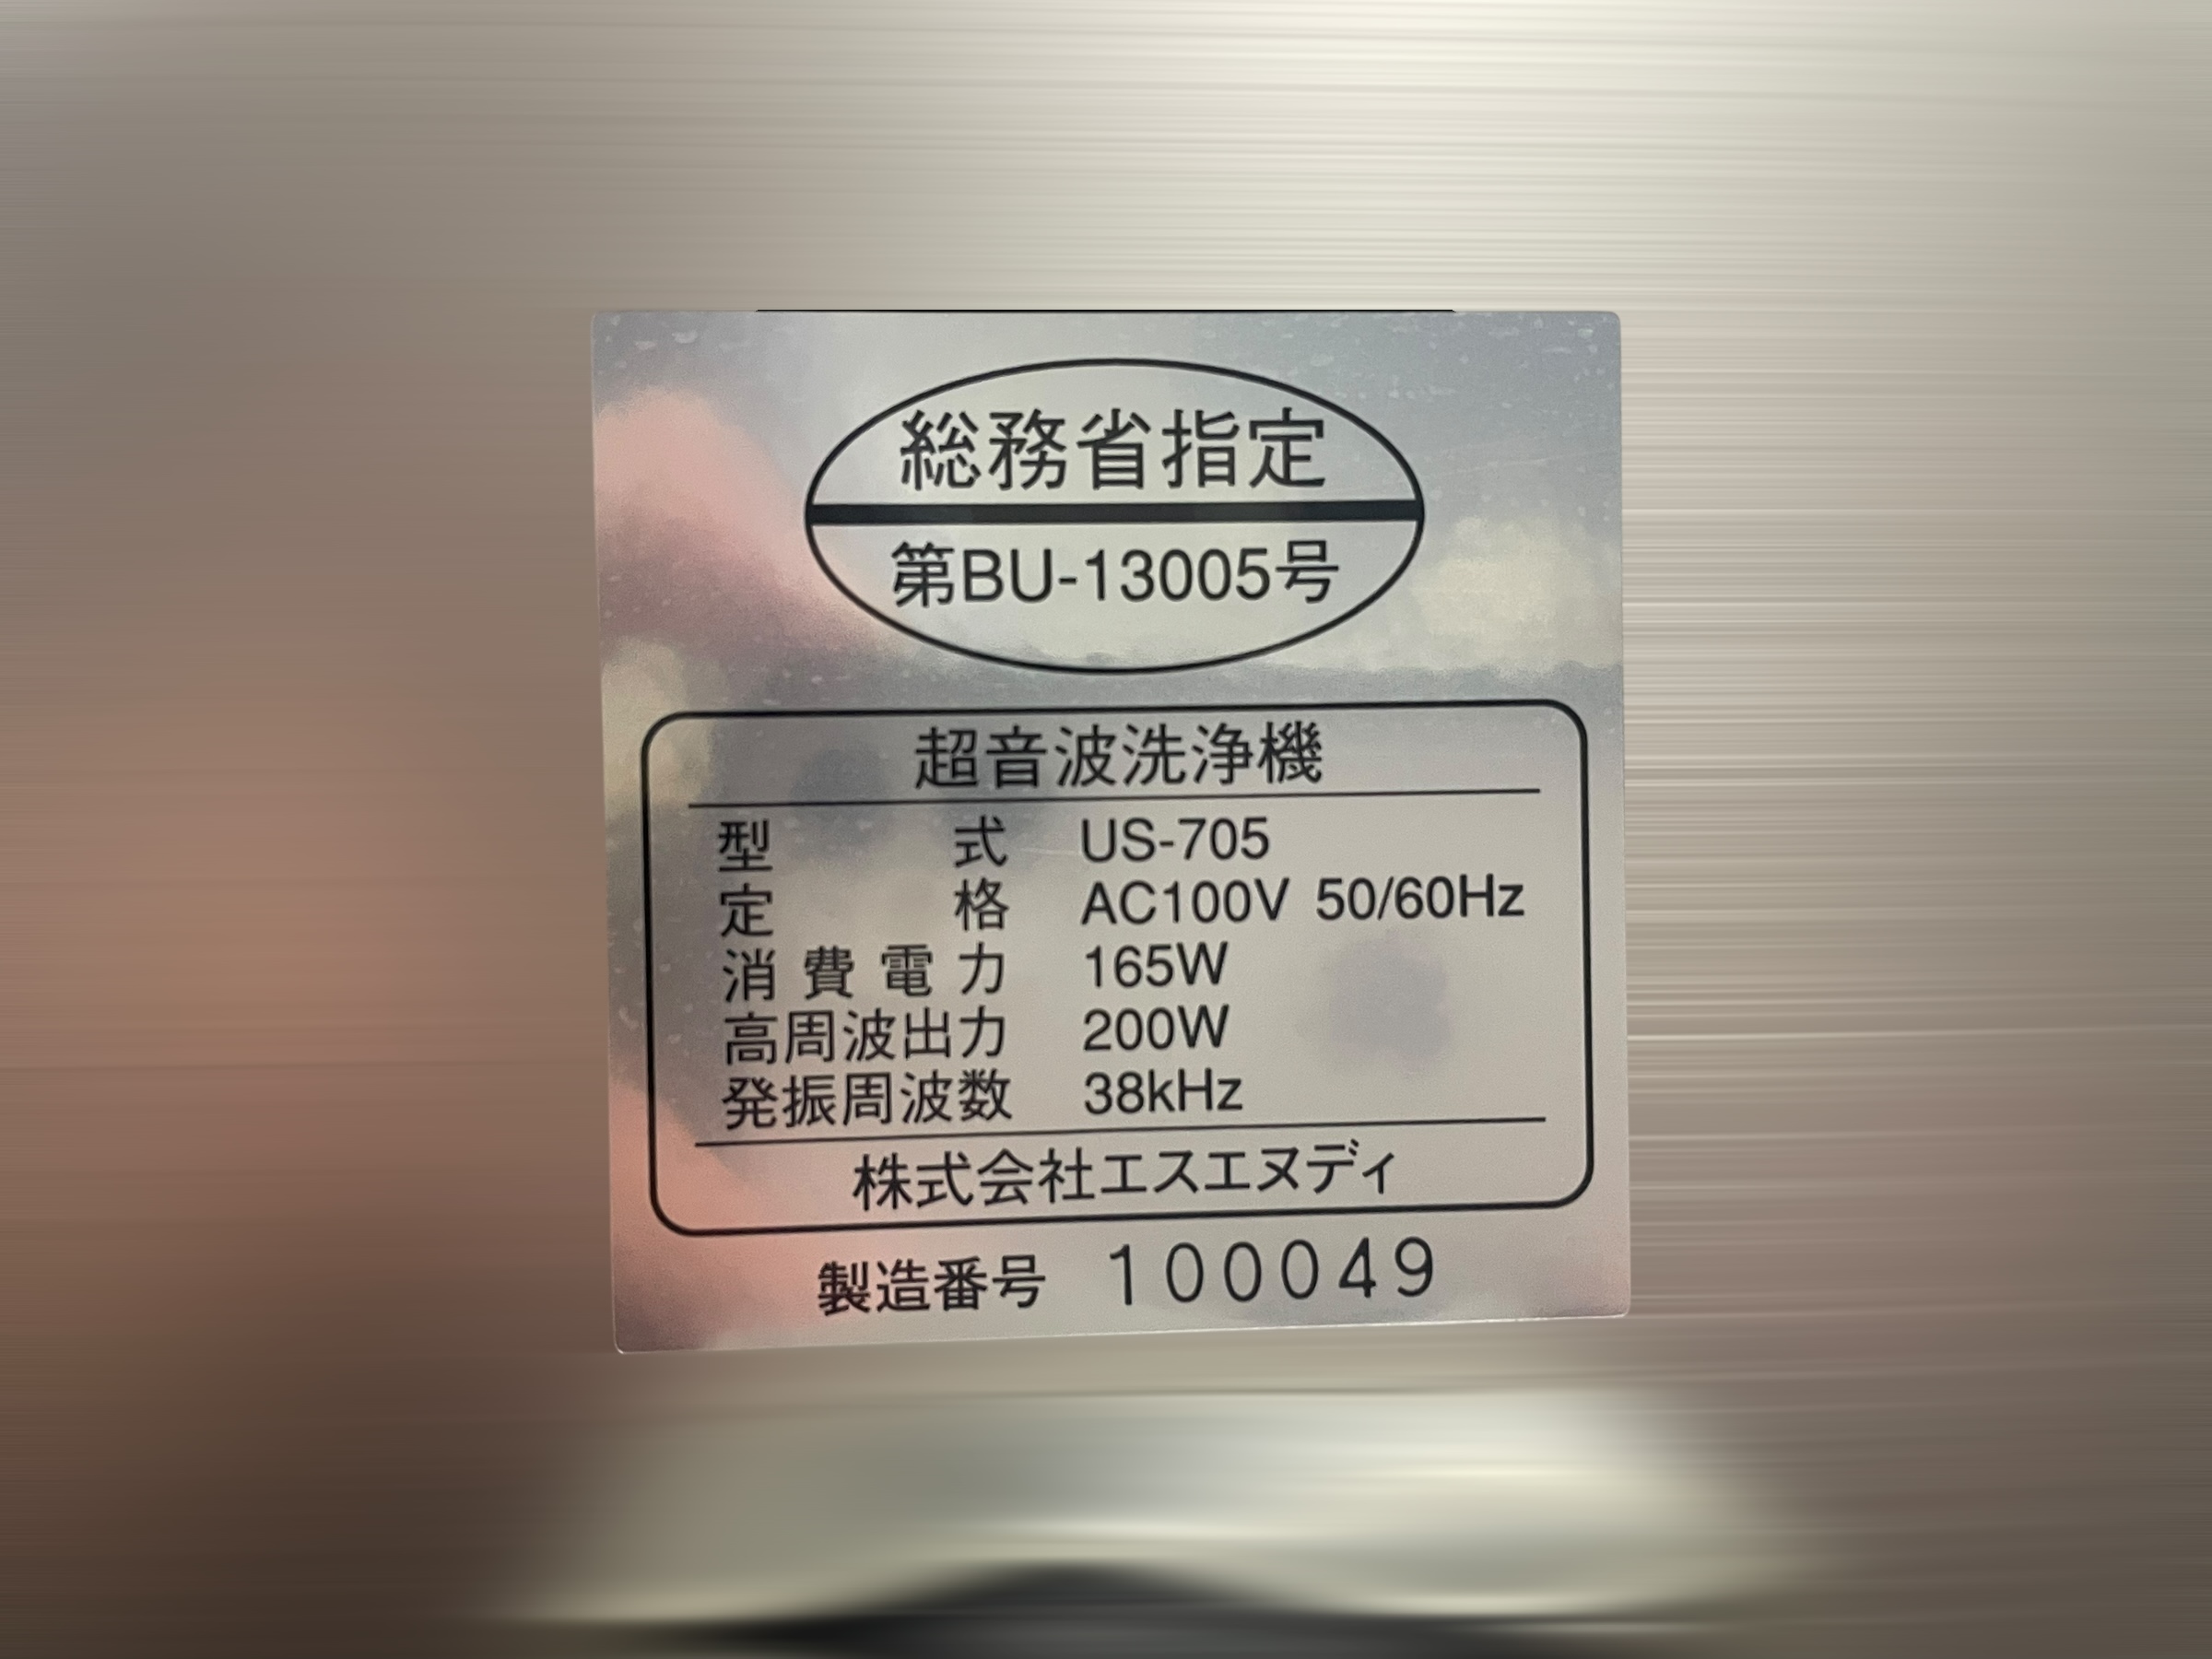 総務省指定
第BU-13005号
超音波洗浄機
型式 US-705
定格 AC100V 50/60Hz
消費電力 165W
高周波出力 200W
発振周波数 38kHz
株式会社エスエヌディ
製造番号 100049